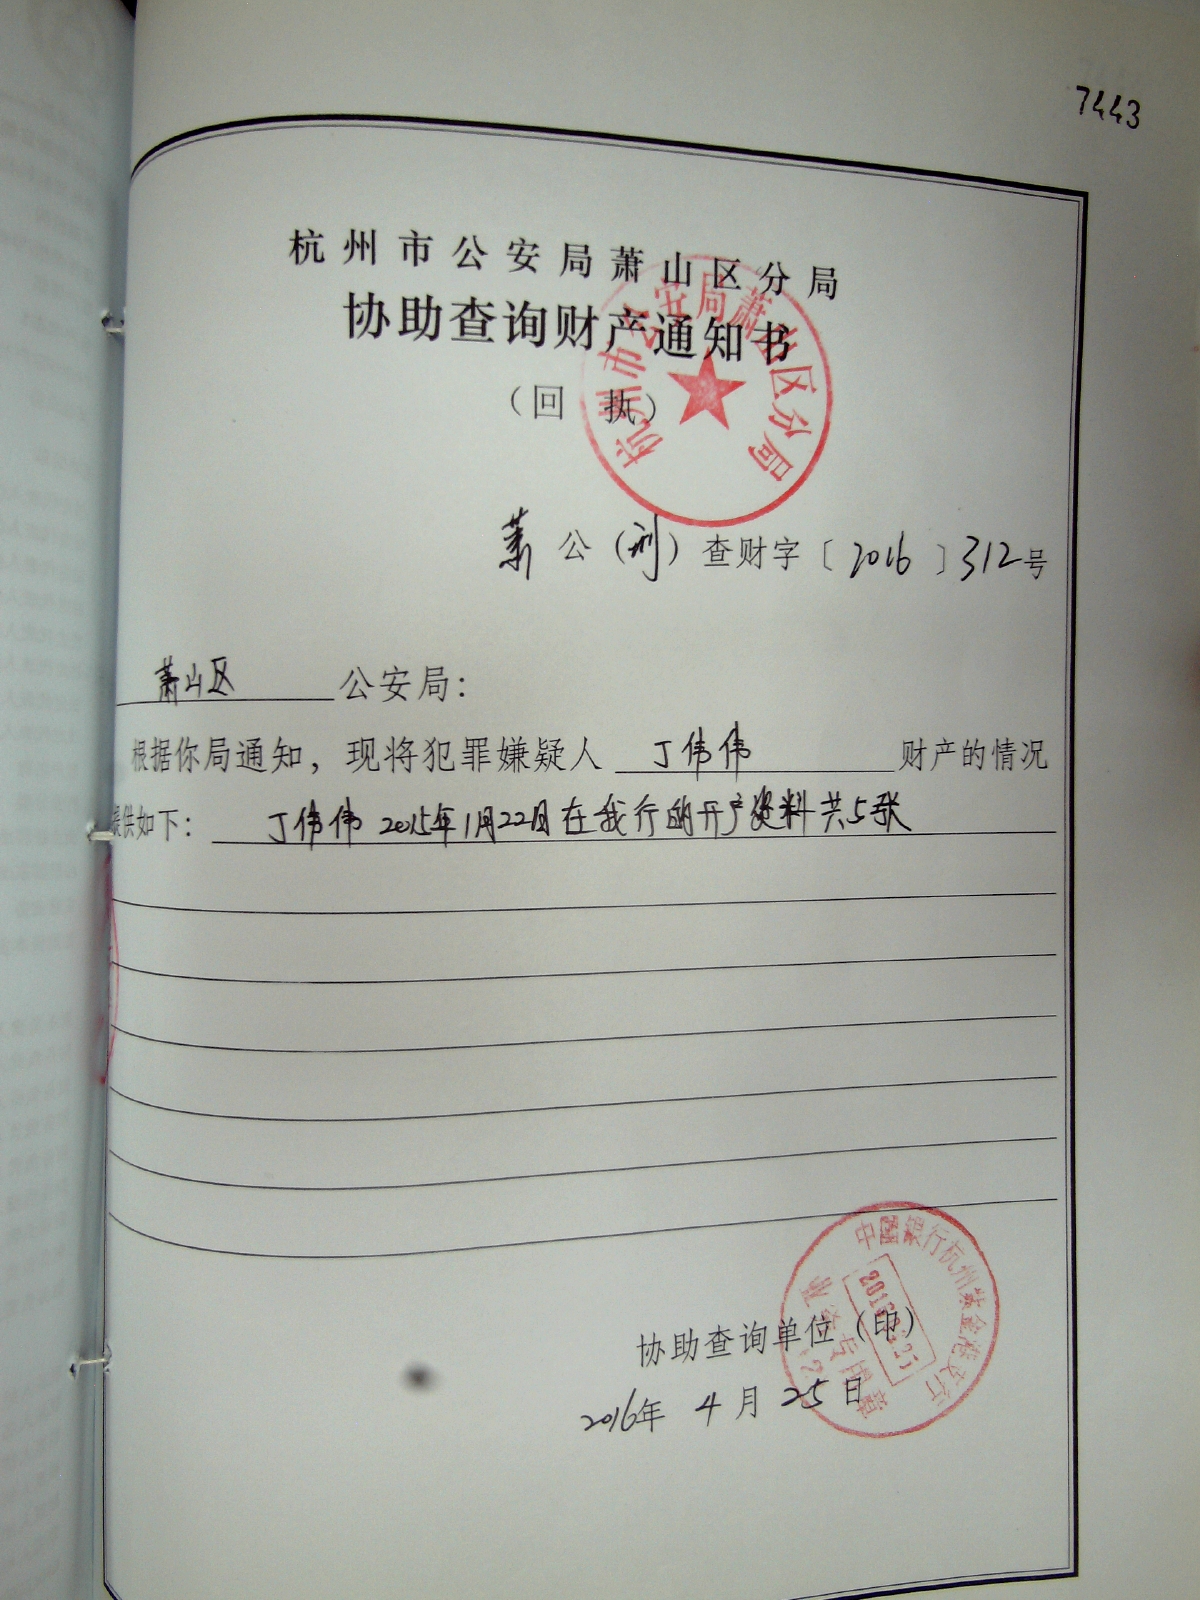 7443
杭州市公安局萧山区分局
协助查询财产通知书
（回 执）
杭州市公安局萧山区分局
萧公（刑）查财字〔2016〕312号
萧山区 公安局：
根据你局通知，现将犯罪嫌疑人 丁伟伟 财产的情况
提供如下： 丁伟伟 2015年1月22日在我行的开户资料共5张
中国银行杭州紫金港支行
业务专用章
协助查询单位（印）
2016年 4月 25日